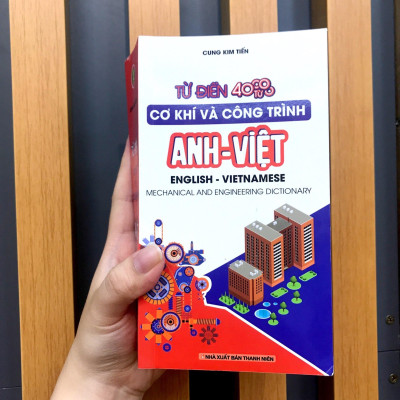 CUNG KIM TIẾN
TỪ ĐIỂN 40000 TỪ
CƠ KHÍ VÀ CÔNG TRÌNH
ANH-VIỆT
ENGLISH - VIETNAMESE
MECHANICAL AND ENGINEERING DICTIONARY
NHÀ XUẤT BẢN THANH NIÊN